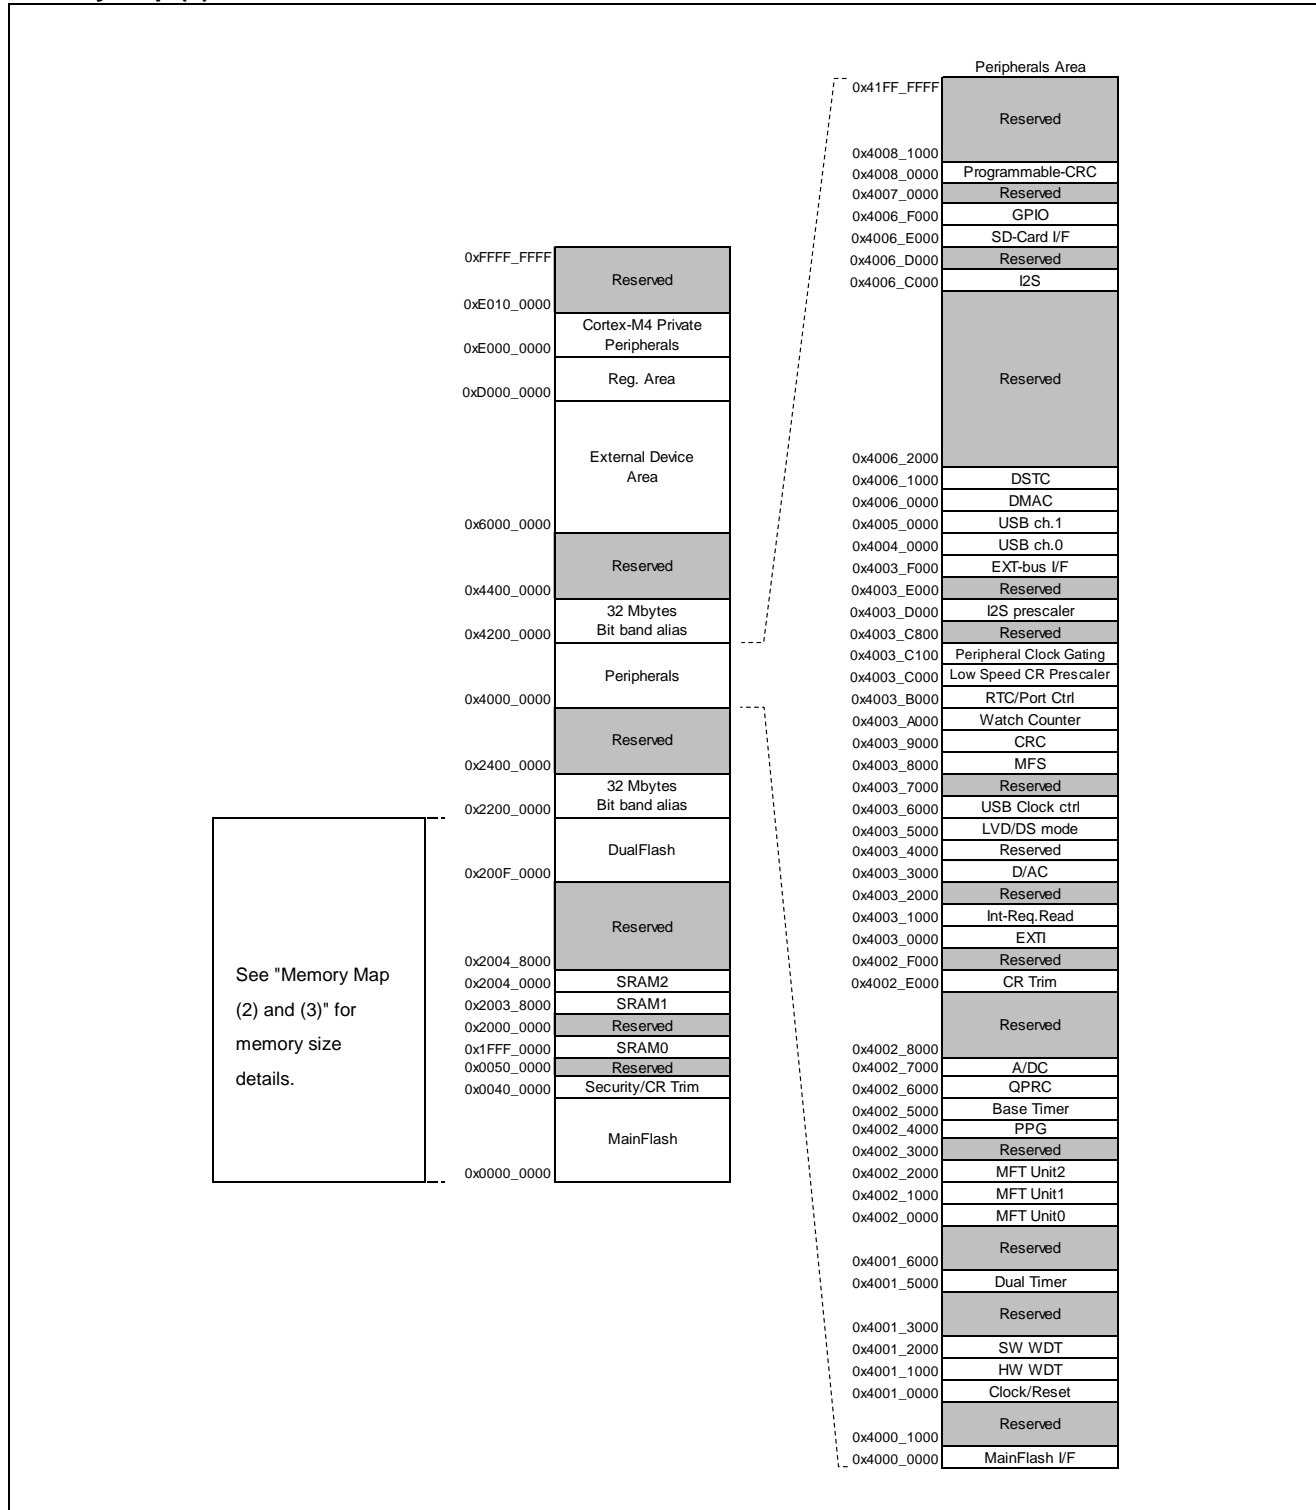 0xFFFF_FFFF
Reserved
0xE010_0000
Cortex-M4 Private
Peripherals
0xE000_0000
Reg. Area
0xD000_0000
External Device
Area
0x6000_0000
Reserved
0x4400_0000
32 Mbytes
Bit band alias
0x4200_0000
Peripherals
0x4000_0000
Reserved
0x2400_0000
32 Mbytes
Bit band alias
0x2200_0000
DualFlash
0x200F_0000
Reserved
0x2004_8000
0x2004_0000 SRAM2
0x2003_8000 SRAM1
0x2000_0000 Reserved
0x1FFF_0000 SRAM0
0x0050_0000 Reserved
0x0040_0000 Security/CR Trim
MainFlash
0x0000_0000
See "Memory Map
(2) and (3)" for
memory size
details.
Peripherals Area
0x41FF_FFFF
Reserved
0x4008_1000
0x4008_0000 Programmable-CRC
0x4007_0000 Reserved
0x4006_F000 GPIO
0x4006_E000 SD-Card I/F
0x4006_D000 Reserved
0x4006_C000 I2S
Reserved
0x4006_2000
0x4006_1000 DSTC
0x4006_0000 DMAC
0x4005_0000 USB ch.1
0x4004_0000 USB ch.0
0x4003_F000 EXT-bus I/F
0x4003_E000 Reserved
0x4003_D000 I2S prescaler
0x4003_C800 Reserved
0x4003_C100 Peripheral Clock Gating
0x4003_C000 Low Speed CR Prescaler
0x4003_B000 RTC/Port Ctrl
0x4003_A000 Watch Counter
0x4003_9000 CRC
0x4003_8000 MFS
0x4003_7000 Reserved
0x4003_6000 USB Clock ctrl
0x4003_5000 LVD/DS mode
0x4003_4000 Reserved
0x4003_3000 D/AC
0x4003_2000 Reserved
0x4003_1000 Int-Req.Read
0x4003_0000 EXTI
0x4002_F000 Reserved
0x4002_E000 CR Trim
Reserved
0x4002_8000
0x4002_7000 A/DC
0x4002_6000 QPRC
0x4002_5000 Base Timer
0x4002_4000 PPG
0x4002_3000 Reserved
0x4002_2000 MFT Unit2
0x4002_1000 MFT Unit1
0x4002_0000 MFT Unit0
Reserved
0x4001_6000
0x4001_5000 Dual Timer
Reserved
0x4001_3000
0x4001_2000 SW WDT
0x4001_1000 HW WDT
0x4001_0000 Clock/Reset
Reserved
0x4000_1000
0x4000_0000 MainFlash I/F